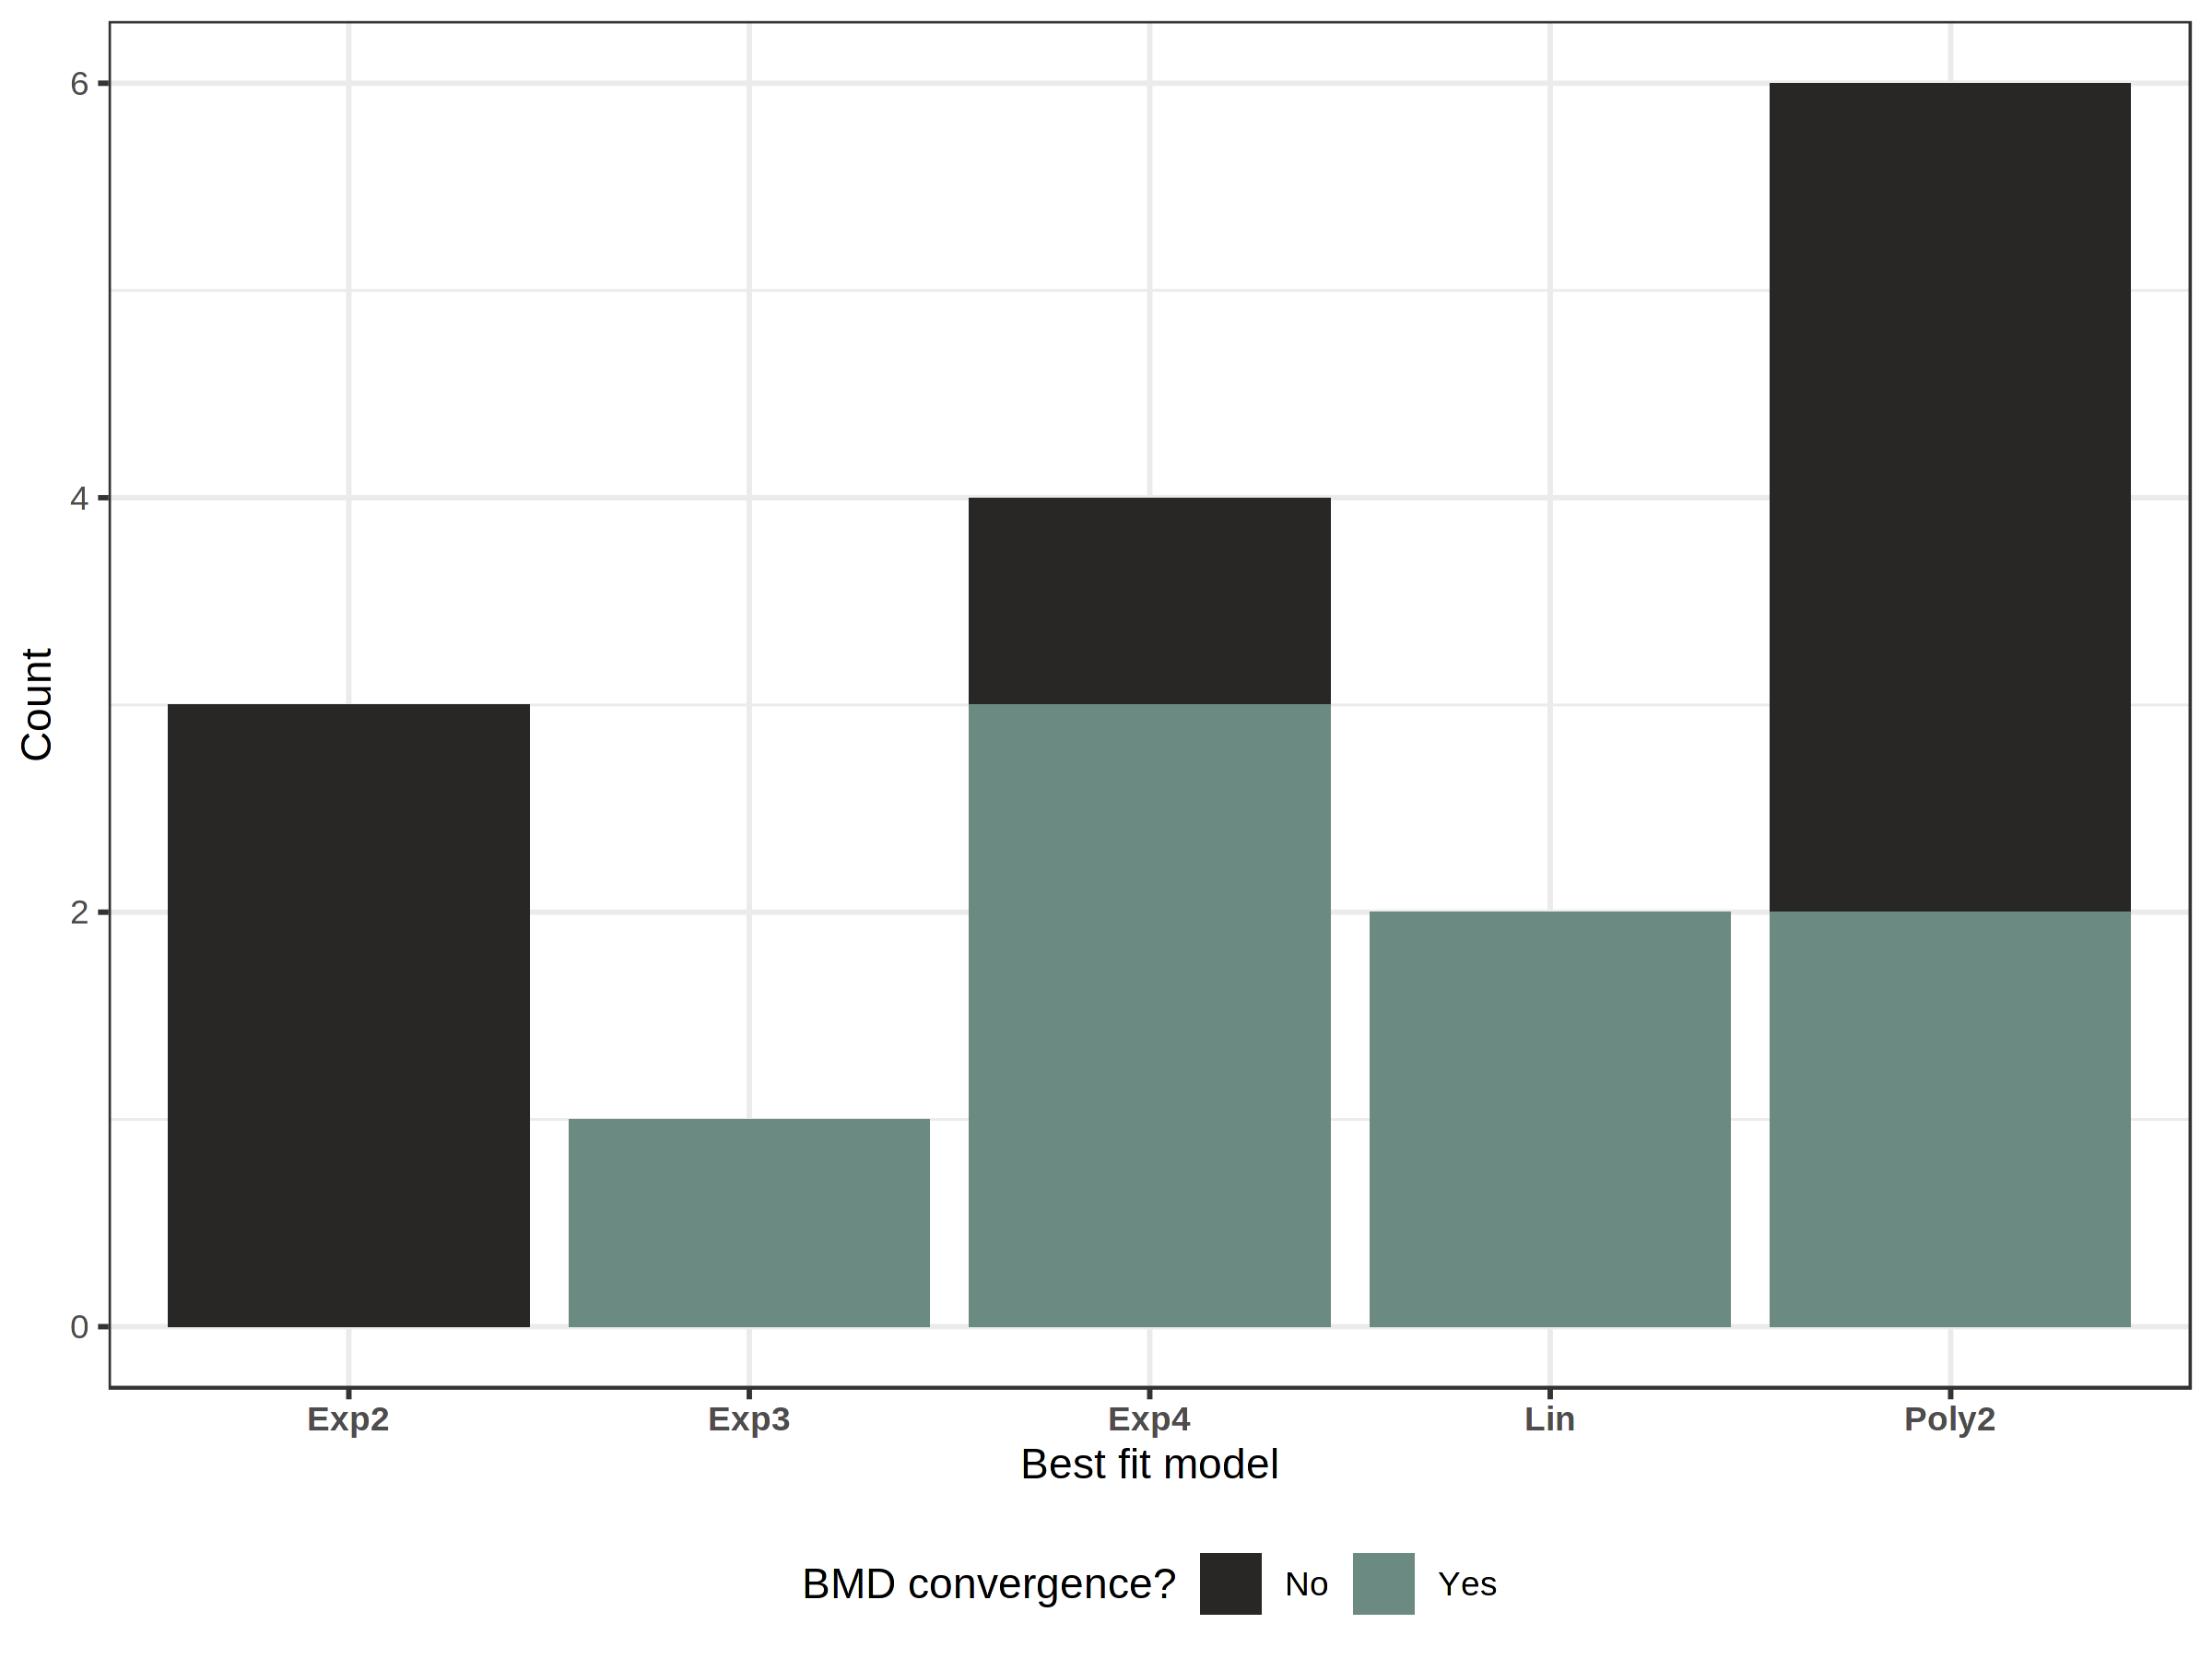 6
4
2
0
Count
Exp2 Exp3 Exp4 Lin Poly2
Best fit model
BMD convergence? No Yes